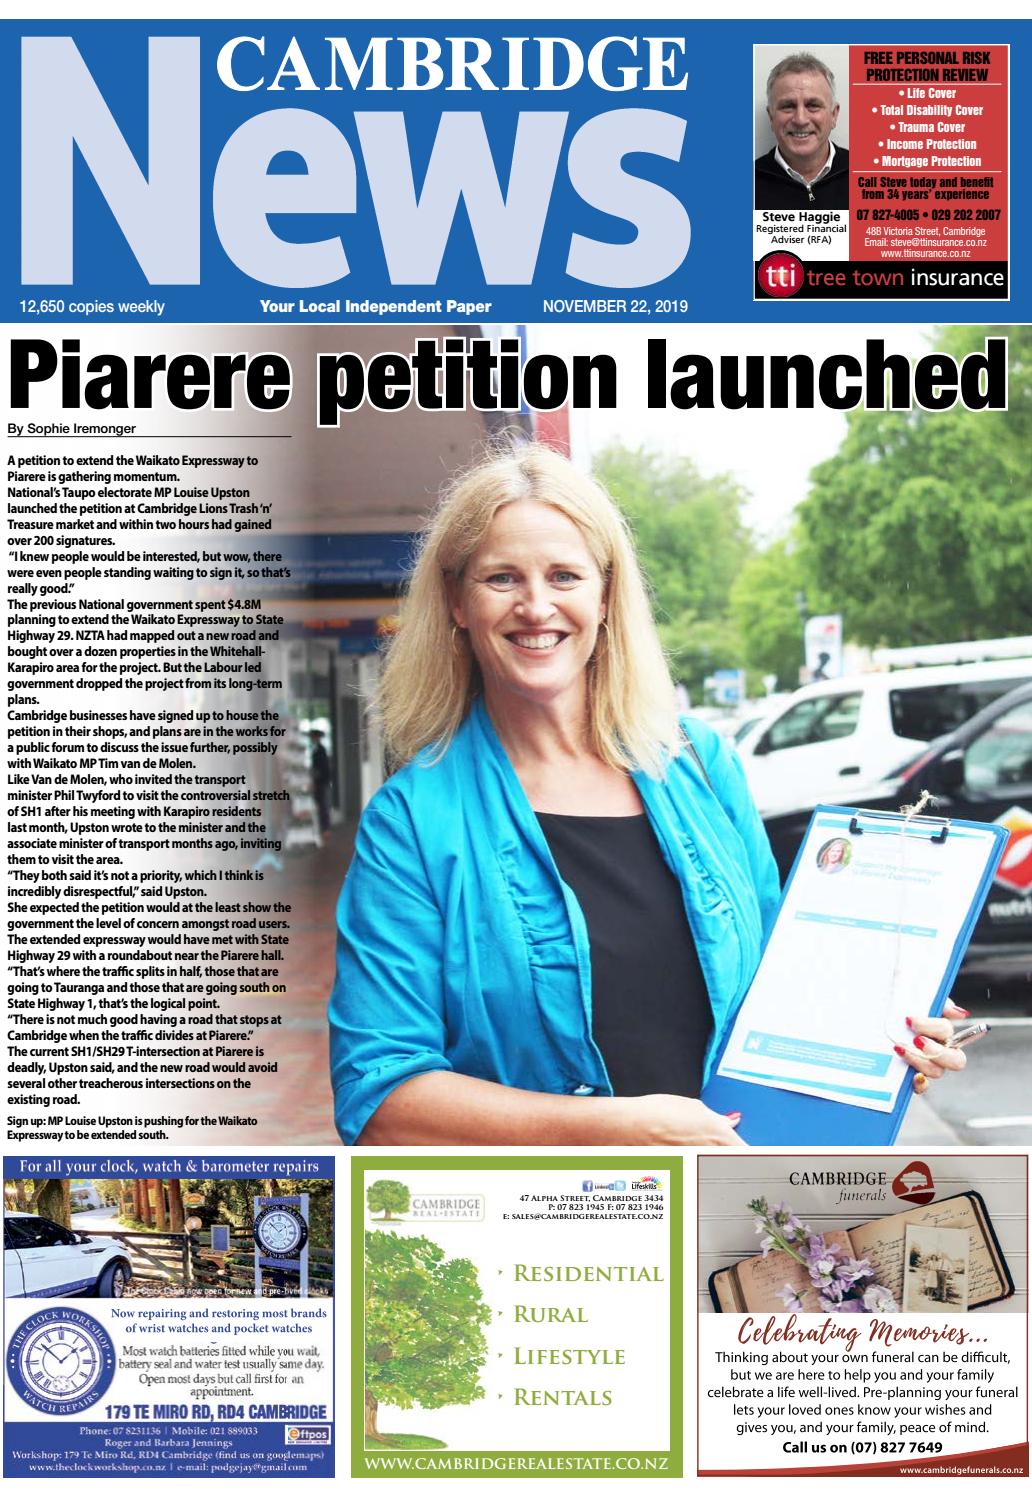 CAMBRIDGE
News
12,650 copies weekly
Your Local Independent Paper
NOVEMBER 22, 2019
FREE PERSONAL RISK
PROTECTION REVIEW
• Life Cover
• Total Disability Cover
• Trauma Cover
• Income Protection
• Mortgage Protection
Call Steve today and benefit
from 34 years' experience
07 827-4005 • 029 202 2007
48B Victoria Street, Cambridge
Email: steve@ttinsurance.co.nz
www.ttinsurance.co.nz
Steve Haggie
Registered Financial
Adviser (RFA)
tti tree town insurance
Piarere petition launched
By Sophie Iremonger
A petition to extend the Waikato Expressway to
Piarere is gathering momentum.
National's Taupo electorate MP Louise Upston
launched the petition at Cambridge Lions Trash 'n'
Treasure market and within two hours had gained
over 200 signatures.
"I knew people would be interested, but wow, there
were even people standing waiting to sign it, so that's
really good."
The previous National government spent $4.8M
planning to extend the Waikato Expressway to State
Highway 29. NZTA had mapped out a new road and
bought over a dozen properties in the Whitehall-
Karapiro area for the project. But the Labour led
government dropped the project from its long-term
plans.
Cambridge businesses have signed up to house the
petition in their shops, and plans are in the works for
a public forum to discuss the issue further, possibly
with Waikato MP Tim van de Molen.
Like Van de Molen, who invited the transport
minister Phil Twyford to visit the controversial stretch
of SH1 after his meeting with Karapiro residents
last month, Upston wrote to the minister and the
associate minister of transport months ago, inviting
them to visit the area.
"They both said it's not a priority, which I think is
incredibly disrespectful," said Upston.
She expected the petition would at the least show the
government the level of concern amongst road users.
The extended expressway would have met with State
Highway 29 with a roundabout near the Piarere hall.
"That's where the traffic splits in half, those that are
going to Tauranga and those that are going south on
State Highway 1, that's the logical point.
"There is not much good having a road that stops at
Cambridge when the traffic divides at Piarere."
The current SH1/SH29 T-intersection at Piarere is
deadly, Upston said, and the new road would avoid
several other treacherous intersections on the
existing road.
Sign up: MP Louise Upston is pushing for the Waikato
Expressway to be extended south.
For all your clock, watch & barometer repairs
The Clock Cabin now open for new and pre-loved clocks
THE CLOCK WORKSHOP
WATCH REPAIRS
Now repairing and restoring most brands
of wrist watches and pocket watches
Most watch batteries fitted while you wait,
battery seal and water test usually same day.
Open most days but call first for an
appointment.
179 TE MIRO RD, RD4 CAMBRIDGE
Phone: 07 8231136 | Mobile: 021 889033
Roger and Barbara Jennings
Workshop: 179 Te Miro Rd, RD4 Cambridge (find us on googlemaps)
www.theclockworkshop.co.nz | e-mail: podgejay@gmail.com
eftpos
CAMBRIDGE
REAL ESTATE
Lifeskills
47 ALPHA STREET, CAMBRIDGE 3434
P: 07 823 1945 F: 07 823 1946
E: SALES@CAMBRIDGEREALESTATE.CO.NZ
RESIDENTIAL
RURAL
LIFESTYLE
RENTALS
WWW.CAMBRIDGEREALESTATE.CO.NZ
CAMBRIDGE
funerals
Celebrating Memories...
Thinking about your own funeral can be difficult,
but we are here to help you and your family
celebrate a life well-lived. Pre-planning your funeral
lets your loved ones know your wishes and
gives you, and your family, peace of mind.
Call us on (07) 827 7649
www.cambridgefunerals.co.nz